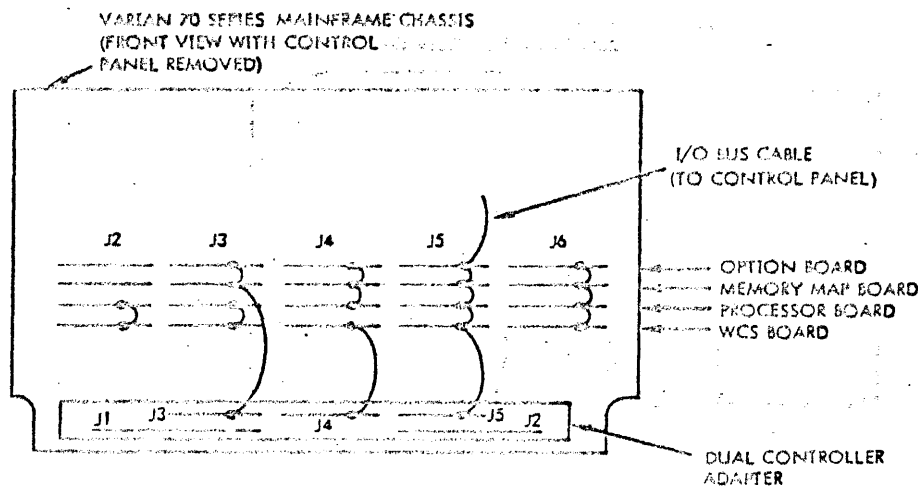 VARIAN 70 SERIES MAINFRAME CHASSIS
(FRONT VIEW WITH CONTROL
PANEL REMOVED)
I/O BUS CABLE
(TO CONTROL PANEL)
J2 J3 J4 J5 J6
OPTION BOARD
MEMORY MAP BOARD
PROCESSOR BOARD
WCS BOARD
J1 J3 J4 J5 J2
DUAL CONTROLLER
ADAPTER